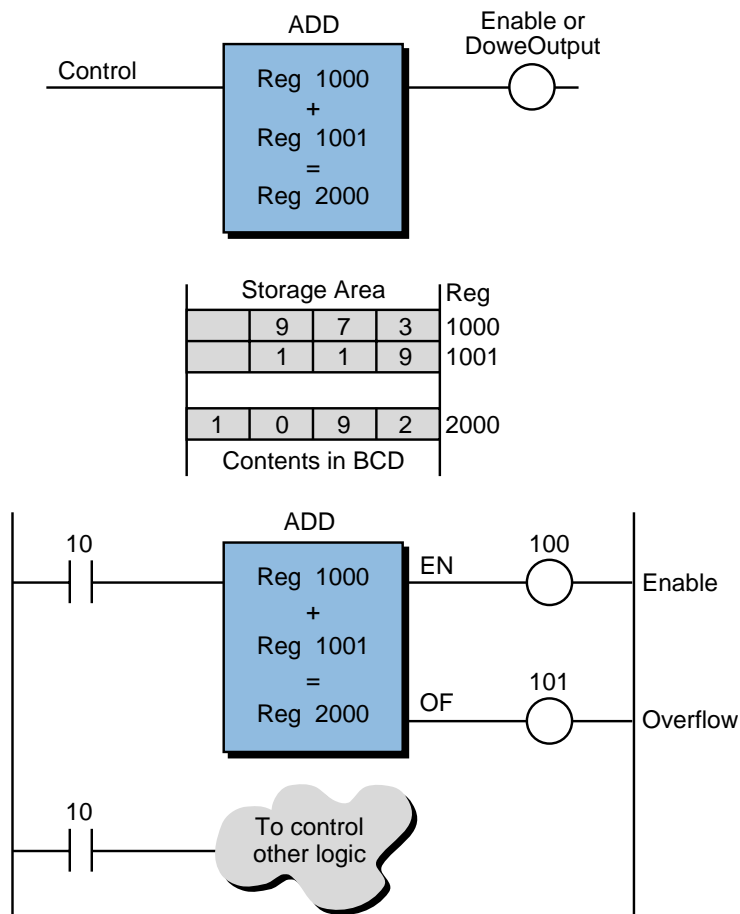 ADD
Enable or
DoweOutput
Control
Reg 1000
+
Reg 1001
=
Reg 2000
Storage Area Reg
9 7 3 1000
1 1 9 1001
1 0 9 2 2000
Contents in BCD
ADD
10
Reg 1000
+
Reg 1001
=
Reg 2000
EN
100
Enable
OF
101
Overflow
10
To control
other logic